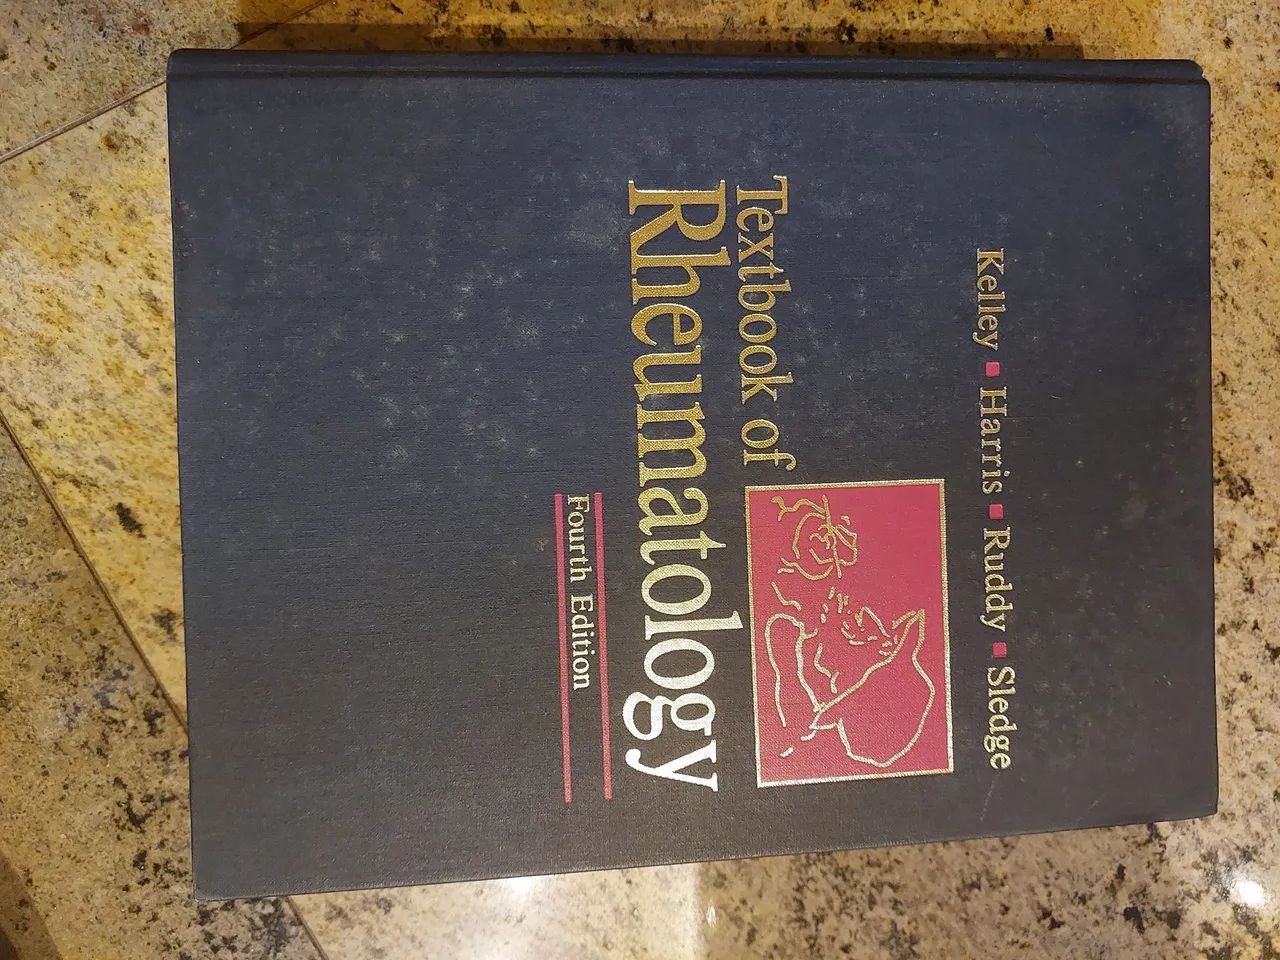 Kelley ▪ Harris ▪ Ruddy ▪ Sledge
Textbook of
Rheumatology
Fourth Edition